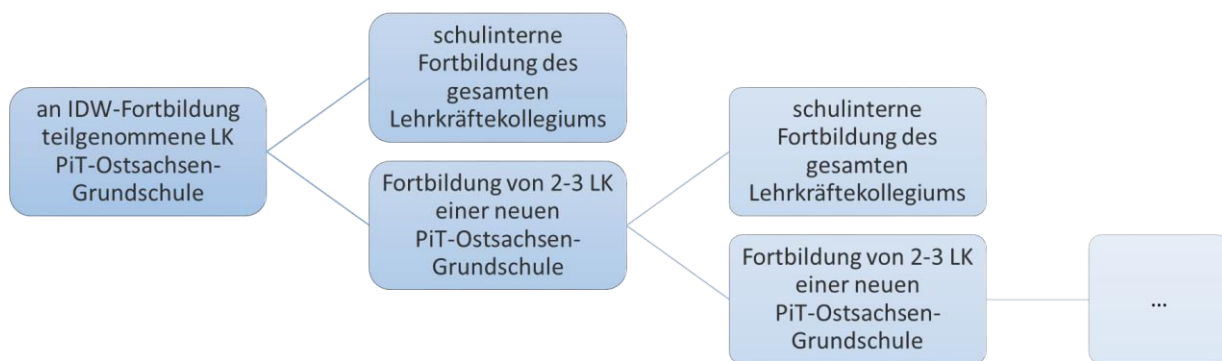 an IDW-Fortbildung
teilgenommene LK
PiT-Ostsachsen-
Grundschule
schulinterne
Fortbildung des
gesamten
Lehrkräftekollegiums
Fortbildung von 2-3 LK
einer neuen
PiT-Ostsachsen-
Grundschule
schulinterne
Fortbildung des
gesamten
Lehrkräftekollegiums
Fortbildung von 2-3 LK
einer neuen
PiT-Ostsachsen-
Grundschule
...